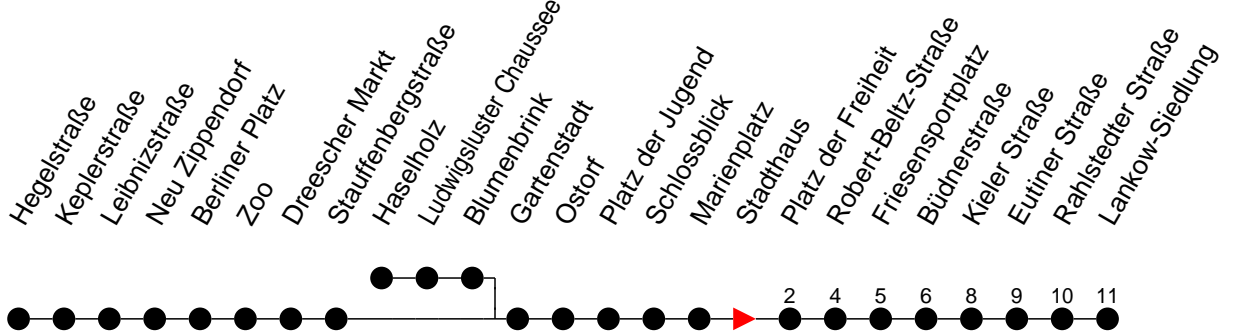 Hegelstraße
Keplerstraße
Leibnizstraße
Neu Zippendorf
Berliner Platz
Zoo
Dreescher Markt
Stauffenbergstraße
Haselholz
Ludwigsluster Chaussee
Blumenbrink
Gartenstadt
Ostorf
Platz der Jugend
Schlossblick
Marienplatz
Stadthaus
Platz der Freiheit
Robert-Beltz-Straße
Friesensportplatz
Büdnerstraße
Kieler Straße
Eutiner Straße
Rahlstedter Straße
Lankow-Siedlung
2 4 5 6 8 9 10 11